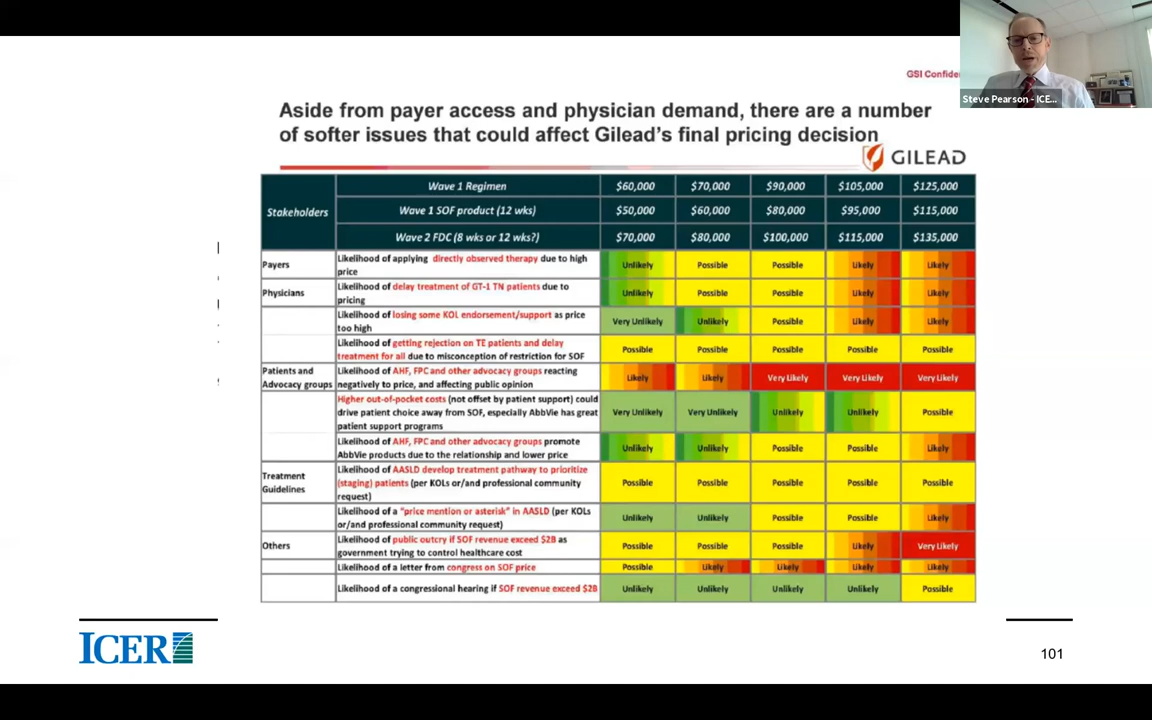 GSI Confide
Steve Pearson - ICE...
Aside from payer access and physician demand, there are a number
of softer issues that could affect Gilead's final pricing decision
GILEAD
Stakeholders
Wave 1 Regimen $60,000 $70,000 $90,000 $105,000 $125,000
Wave 1 SOF product (12 wks) $50,000 $60,000 $80,000 $95,000 $115,000
Wave 2 FDC (8 wks or 12 wks?) $70,000 $80,000 $100,000 $115,000 $135,000
Payers
Likelihood of applying directly observed therapy due to high
price
Unlikely Possible Possible Likely Likely
Physicians
Likelihood of delay treatment of GT-1 TN patients due to
pricing
Unlikely Possible Possible Likely Likely
Likelihood of losing some KOL endorsement/support as price
too high
Very Unlikely Unlikely Possible Likely Likely
Likelihood of getting rejection on TE patients and delay
treatment for all due to misconception of restriction for SOF
Possible Possible Possible Possible Possible
Patients and
Advocacy groups
Likelihood of AHF, FPC and other advocacy groups reacting
negatively to price, and affecting public opinion
Likely Likely Very Likely Very Likely Very Likely
Higher out-of-pocket costs (not offset by patient support) could
drive patient choice away from SOF, especially AbbVie has great
patient support programs
Very Unlikely Very Unlikely Unlikely Unlikely Possible
Likelihood of AHF, FPC and other advocacy groups promote
AbbVie products due to the relationship and lower price
Unlikely Unlikely Possible Possible Likely
Treatment
Guidelines
Likelihood of AASLD develop treatment pathway to prioritize
(staging) patients (per KOLs or/and professional community
request)
Possible Possible Possible Possible Possible
Likelihood of a "price mention or asterisk" in AASLD (per KOLs
or/and professional community request)
Unlikely Unlikely Possible Possible Likely
Others
Likelihood of public outcry if SOF revenue exceed $2B as
government trying to control healthcare cost
Possible Possible Possible Likely Very Likely
Likelihood of a letter from congress on SOF price
Possible Likely Likely Likely Likely
Likelihood of a congressional hearing if SOF revenue exceed $2B
Unlikely Unlikely Unlikely Unlikely Possible
ICER
101